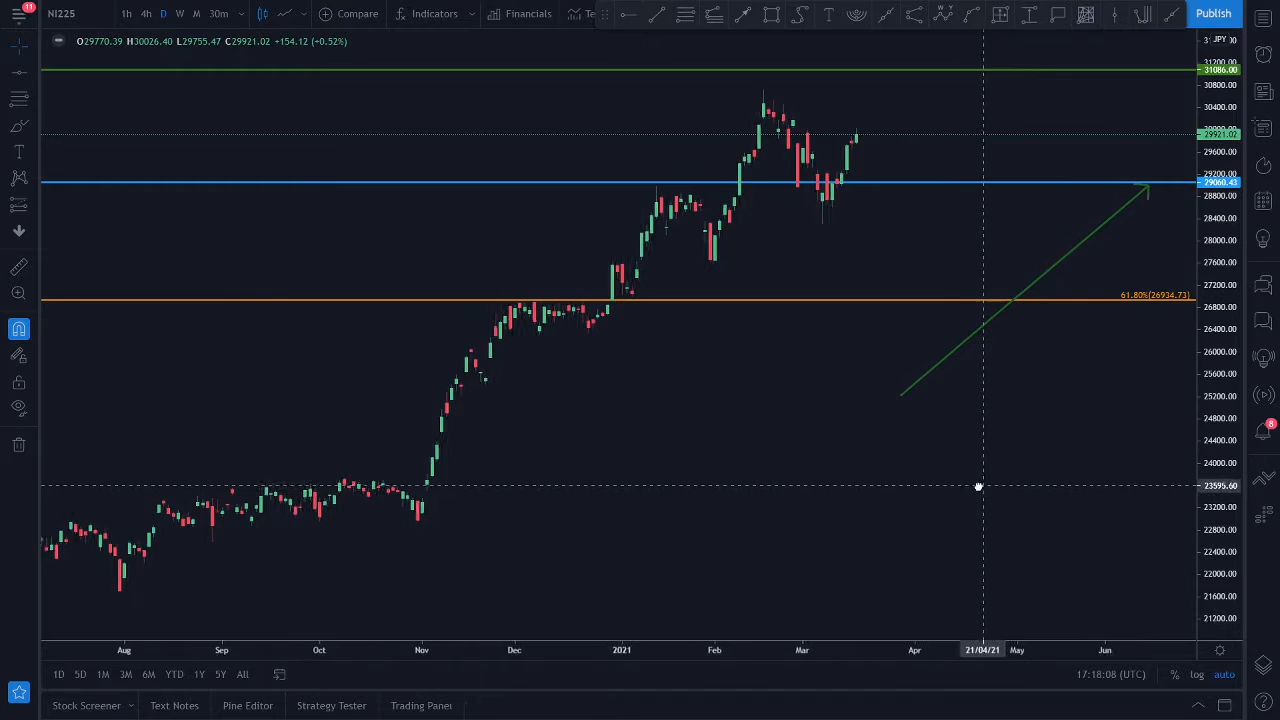 11
NI225
1h 4h D W M 30m
Compare
Indicators
Financials
Te
Publish
O29770.39 H30026.40 L29755.47 C29921.02 +154.12 (+0.52%)
JPY
31200.00
31086.00
30800.00
30400.00
29921.02
29600.00
29200.00
29060.43
28800.00
28400.00
28000.00
27600.00
27200.00
61.80%(26934.73)
26800.00
26400.00
26000.00
25600.00
25200.00
24800.00
24400.00
24000.00
23595.60
23200.00
22800.00
22400.00
22000.00
21600.00
21200.00
8
Aug Sep Oct Nov Dec 2021 Feb Mar Apr 21/04/21 May Jun
1D 5D 1M 3M 6M YTD 1Y 5Y All
17:18:08 (UTC) % log auto
Stock Screener Text Notes Pine Editor Strategy Tester Trading Panel